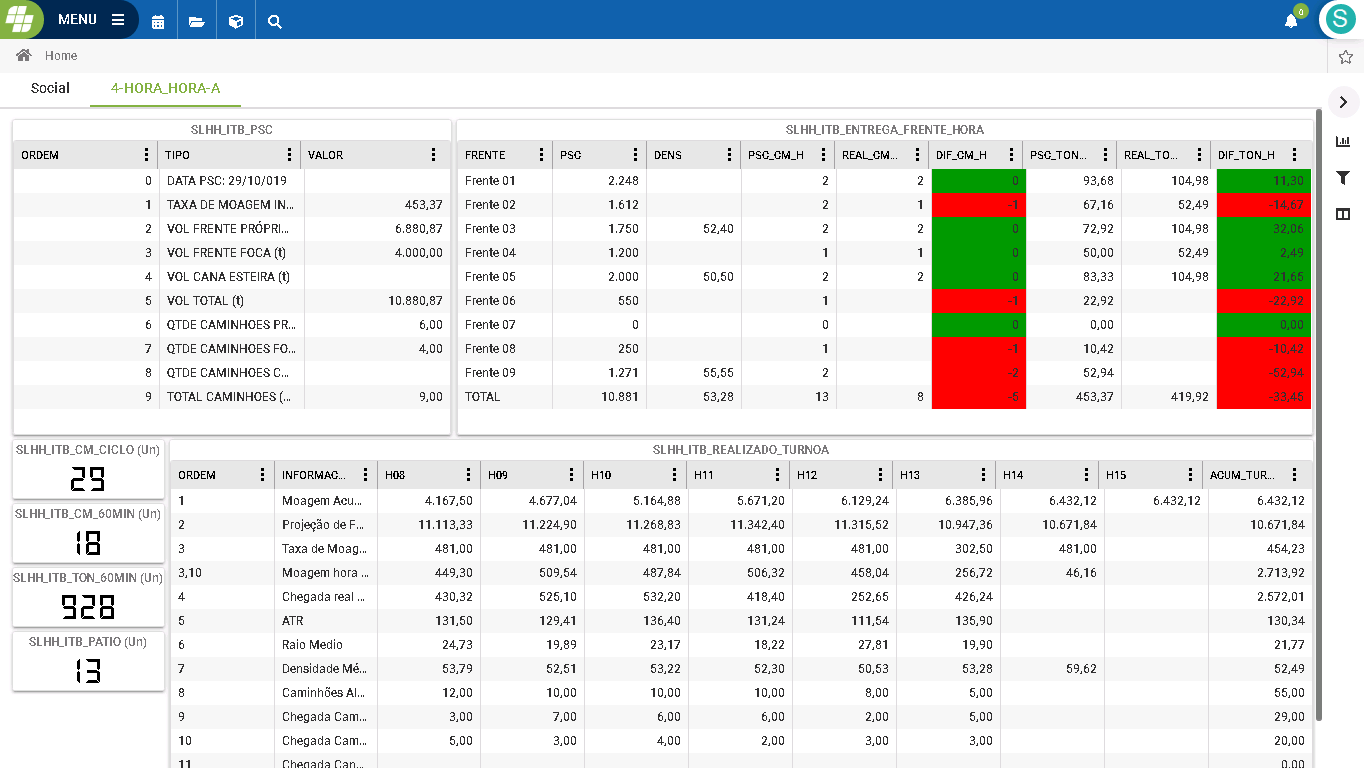 MENU
0
S
Home
Social 4-HORA_HORA-A
SLHH_ITB_PSC
ORDEM TIPO VALOR
0 DATA PSC: 29/10/019
1 TAXA DE MOAGEM IN... 453,37
2 VOL FRENTE PRÓPRI... 6.880,87
3 VOL FRENTE FOCA (t) 4.000,00
4 VOL CANA ESTEIRA (t)
5 VOL TOTAL (t) 10.880,87
6 QTDE CAMINHOES PR... 6,00
7 QTDE CAMINHOES FO... 4,00
8 QTDE CAMINHOES C...
9 TOTAL CAMINHOES (... 9,00
SLHH_ITB_ENTREGA_FRENTE_HORA
FRENTE PSC DENS PSC_CM_H REAL_CM... DIF_CM_H PSC_TON... REAL_TO... DIF_TON_H
Frente 01 2.248 2 2 0 93,68 104,98 11,30
Frente 02 1.612 2 1 -1 67,16 52,49 -14,67
Frente 03 1.750 52,40 2 2 0 72,92 104,98 32,06
Frente 04 1.200 1 1 0 50,00 52,49 2,49
Frente 05 2.000 50,50 2 2 0 83,33 104,98 21,65
Frente 06 550 1 -1 22,92 -22,92
Frente 07 0 0 0 0,00 0,00
Frente 08 250 1 -1 10,42 -10,42
Frente 09 1.271 55,55 2 -2 52,94 -52,94
TOTAL 10.881 53,28 13 8 -5 453,37 419,92 -33,45
SLHH_ITB_CM_CICLO (Un)
29
SLHH_ITB_CM_60MIN (Un)
18
SLHH_ITB_TON_60MIN (Un)
928
SLHH_ITB_PATIO (Un)
13
SLHH_ITB_REALIZADO_TURNOA
ORDEM INFORMAC... H08 H09 H10 H11 H12 H13 H14 H15 ACUM_TUR...
1 Moagem Acu... 4.167,50 4.677,04 5.164,88 5.671,20 6.129,24 6.385,96 6.432,12 6.432,12 6.432,12
2 Projeção de F... 11.113,33 11.224,90 11.268,83 11.342,40 11.315,52 10.947,36 10.671,84 10.671,84
3 Taxa de Moag... 481,00 481,00 481,00 481,00 481,00 302,50 481,00 454,23
3,10 Moagem hora ... 449,30 509,54 487,84 506,32 458,04 256,72 46,16 2.713,92
4 Chegada real ... 430,32 525,10 532,20 418,40 252,65 426,24 2.572,01
5 ATR 131,50 129,41 136,40 131,24 111,54 135,90 130,34
6 Raio Medio 24,73 19,89 23,17 18,22 27,81 19,90 21,77
7 Densidade Mé... 53,79 52,51 53,22 52,30 50,53 53,28 59,62 52,49
8 Caminhões Al... 12,00 10,00 10,00 10,00 8,00 5,00 55,00
9 Chegada Cam... 3,00 7,00 6,00 6,00 2,00 5,00 29,00
10 Chegada Cam... 5,00 3,00 4,00 2,00 3,00 3,00 20,00
11 Chegada Can... 0,00